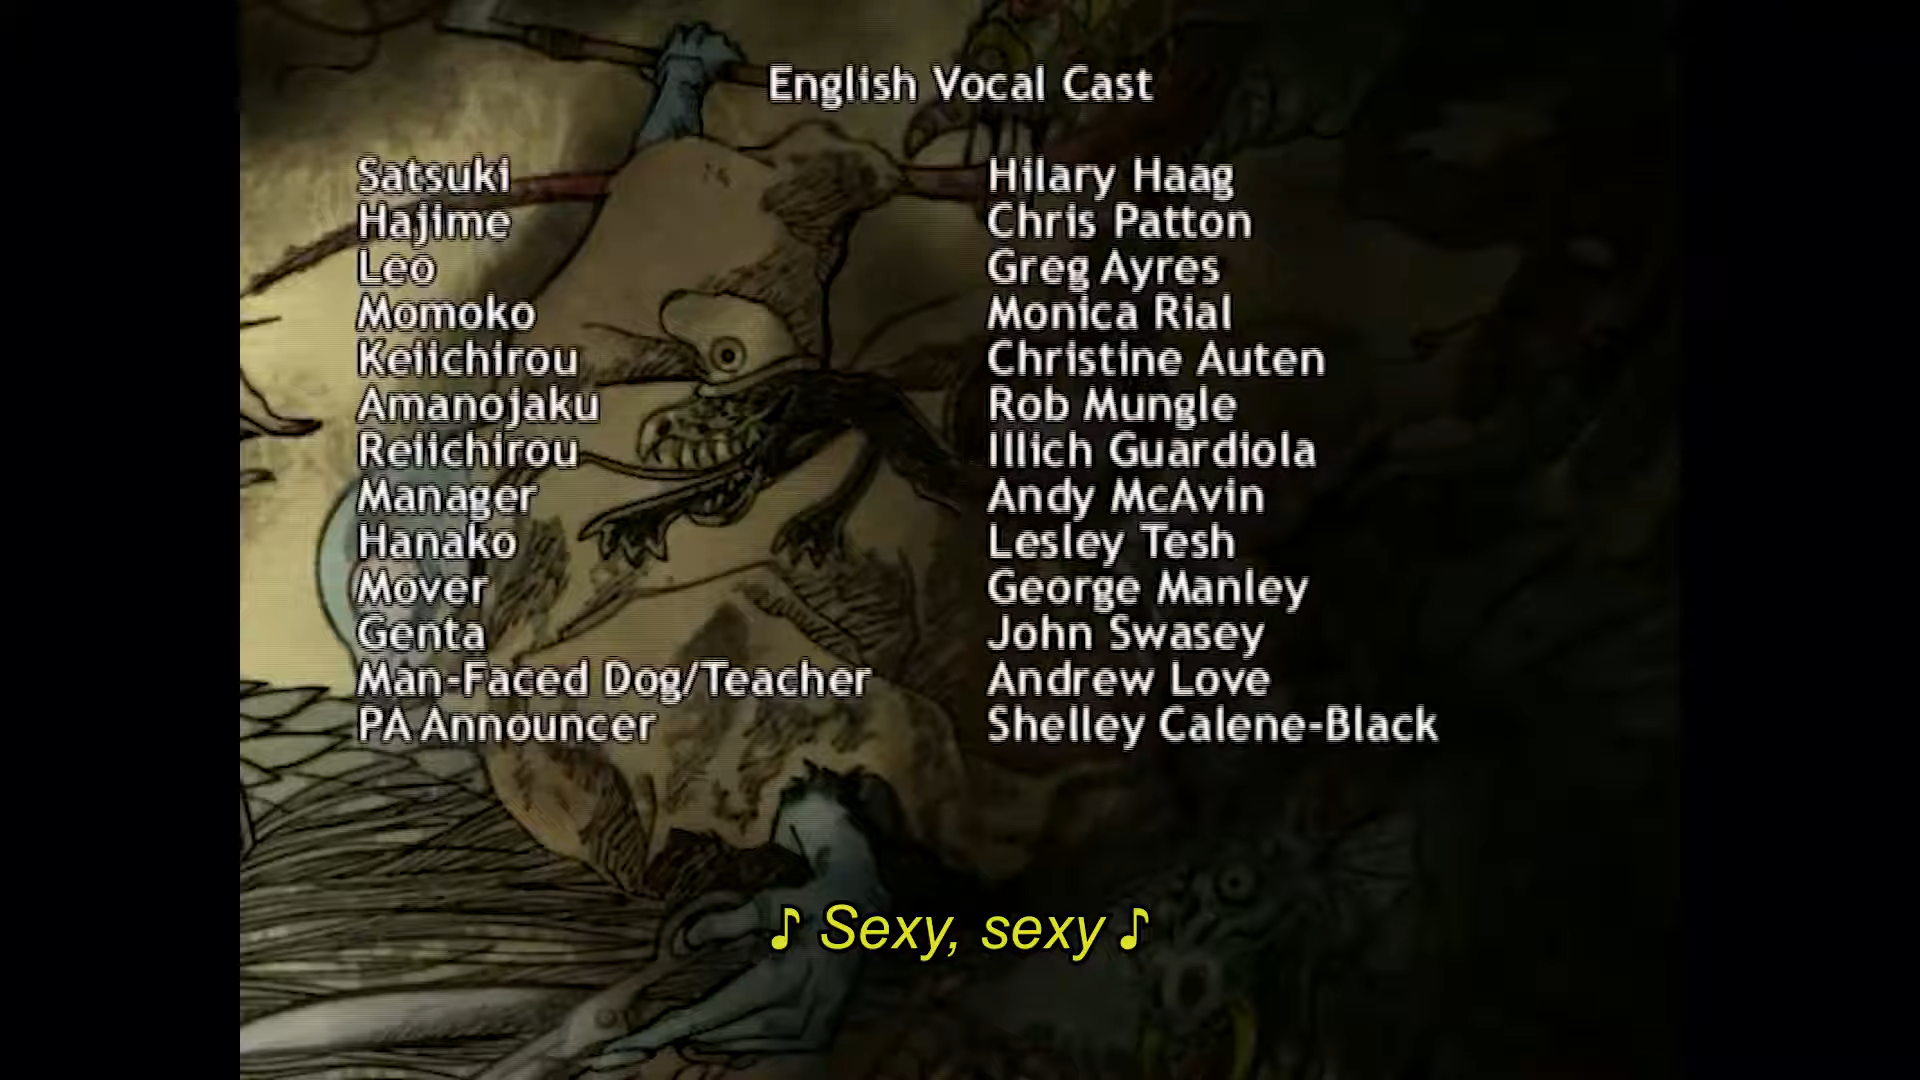 English Vocal Cast
Satsuki Hilary Haag
Hajime Chris Patton
Leo Greg Ayres
Momoko Monica Rial
Keiichirou Christine Auten
Amanojaku Rob Mungle
Reiichirou Illich Guardiola
Manager Andy McAvin
Hanako Lesley Tesh
Mover George Manley
Genta John Swasey
Man-Faced Dog/Teacher Andrew Love
PA Announcer Shelley Calene-Black
♪ Sexy, sexy ♪